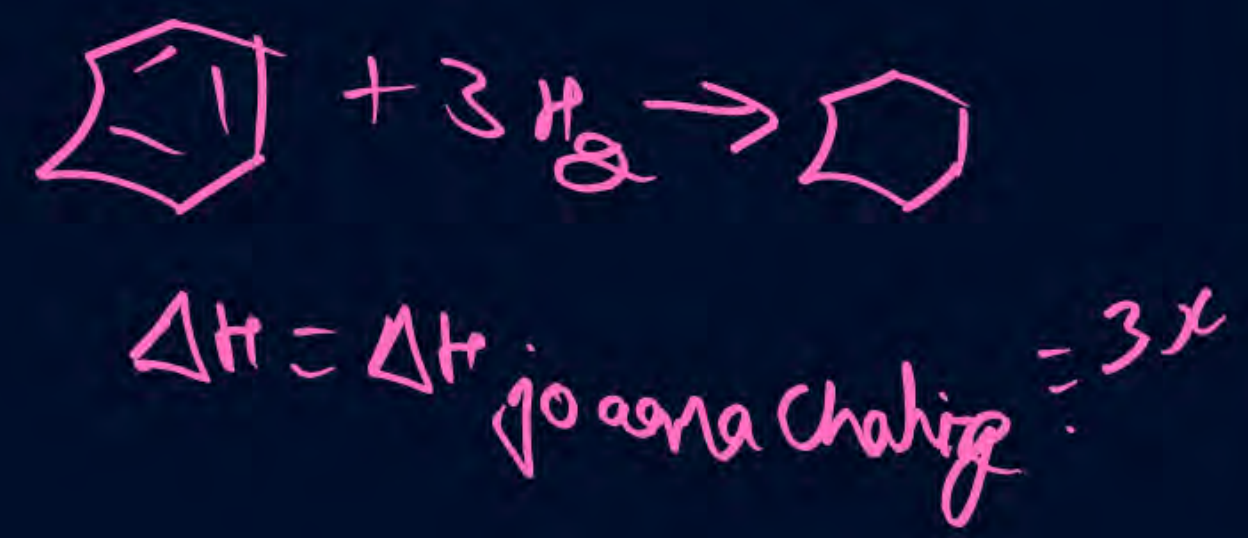 + 3H₂ →
ΔH = ΔH jo aana chahiye = 3x